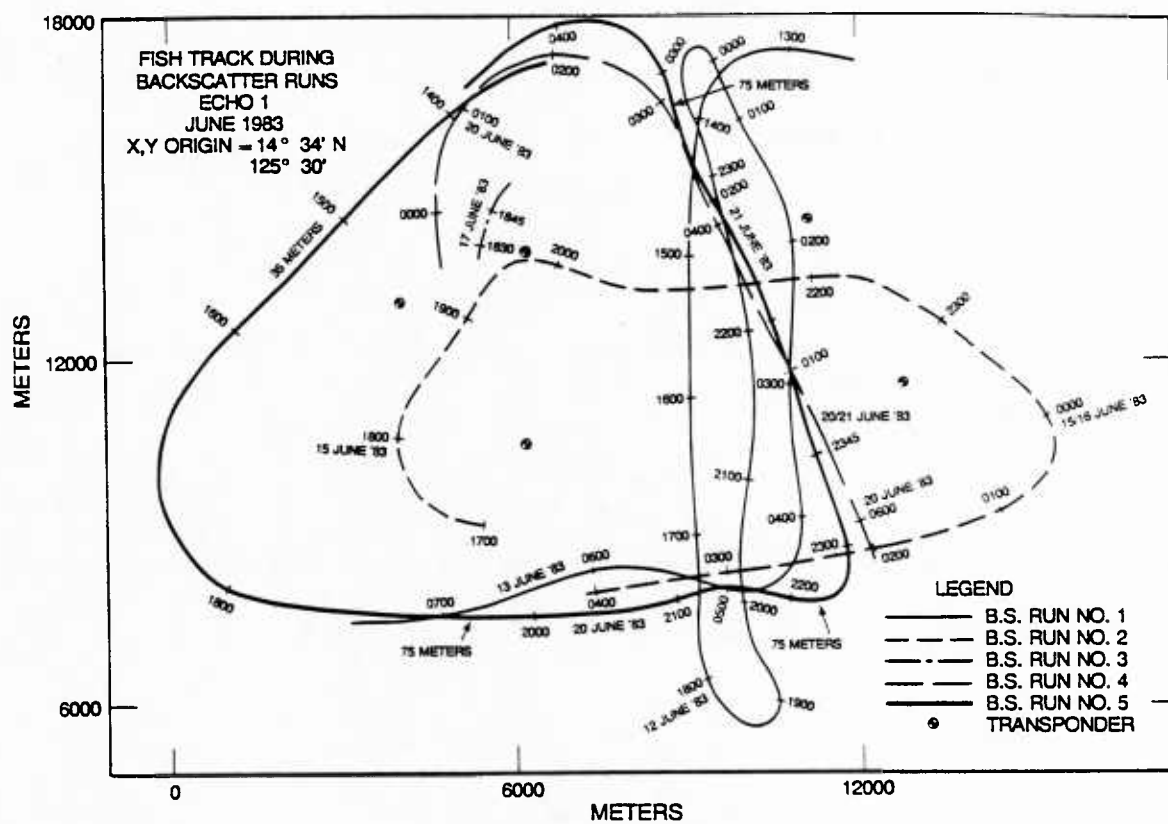 18000
FISH TRACK DURING
BACKSCATTER RUNS
ECHO 1
JUNE 1983
X,Y ORIGIN = 14° 34' N
125° 30'
0400
0200
0300
0000
1300
75 METERS
1400
0100
20 JUNE '83
0300
1400
0100
2300
0200
1500
36 METERS
0000
17 JUNE '83
1845
1830
0400
21 JUNE '83
0200
1500
2000
2200
2300
1600
1900
2200
METERS
12000
0100
0300
1600
20/21 JUNE '83
0000
15/16 JUNE '83
1800
15 JUNE '83
2345
2100
20 JUNE '83
0100
0600
0400
1700
1700
2300
0200
13 JUNE '83
0600
0300
1800
0700
0400
2100
0500
2000
2200
2000
20 JUNE '83
75 METERS
75 METERS
LEGEND
B.S. RUN NO. 1
B.S. RUN NO. 2
B.S. RUN NO. 3
B.S. RUN NO. 4
B.S. RUN NO. 5
TRANSPONDER
1800
12 JUNE '83
1900
6000
0
6000
12000
METERS